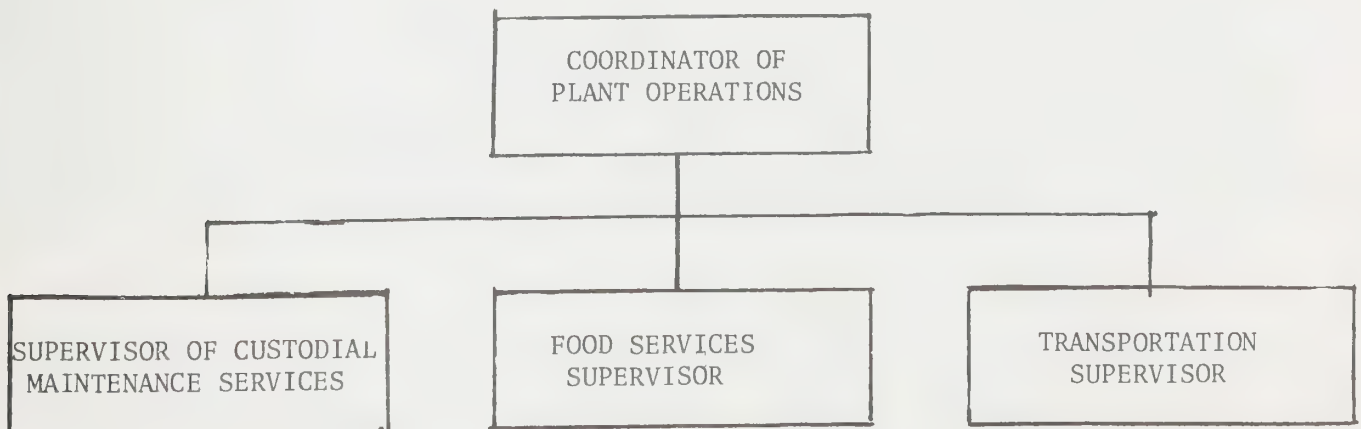 COORDINATOR OF
PLANT OPERATIONS
SUPERVISOR OF CUSTODIAL
MAINTENANCE SERVICES
FOOD SERVICES
SUPERVISOR
TRANSPORTATION
SUPERVISOR